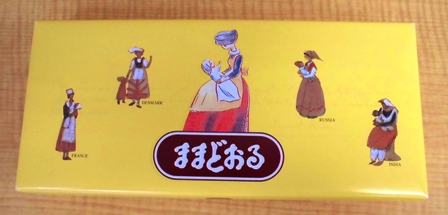 DENMARK
RUSSIA
FRANCE
INDIA
ままどおる